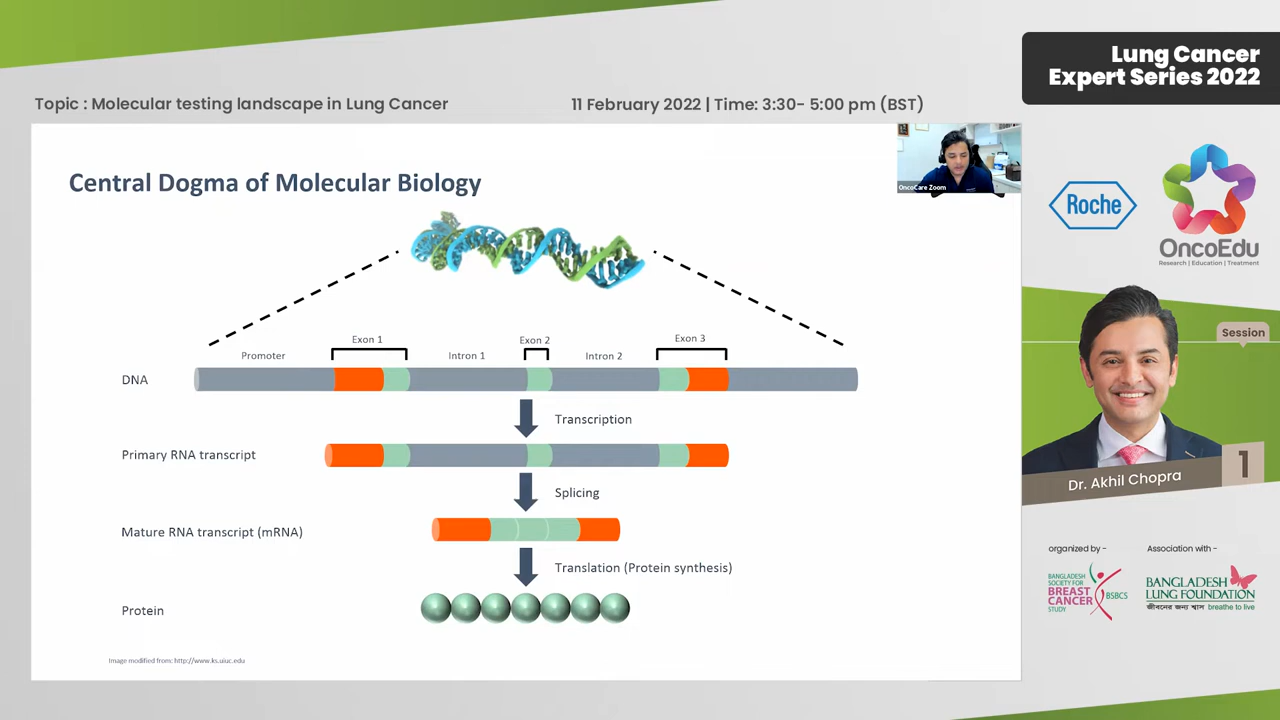 Lung Cancer
Expert Series 2022
Topic : Molecular testing landscape in Lung Cancer
11 February 2022 | Time: 3:30- 5:00 pm (BST)
OncoCare Zoom
Central Dogma of Molecular Biology
Promoter
Exon 1
Intron 1
Exon 2
Intron 2
Exon 3
DNA
Transcription
Primary RNA transcript
Splicing
Mature RNA transcript (mRNA)
Translation (Protein synthesis)
Protein
Image modified from: http://www.ks.uiuc.edu
Roche
OncoEdu
Research | Education | Treatment
Session
1
Dr. Akhil Chopra
organized by -
BANGLADESH
SOCIETY FOR
BREAST
CANCER
STUDY
BSBCS
Association with -
BANGLADESH
LUNG FOUNDATION
জীবনের জন্য শ্বাস breathe to live